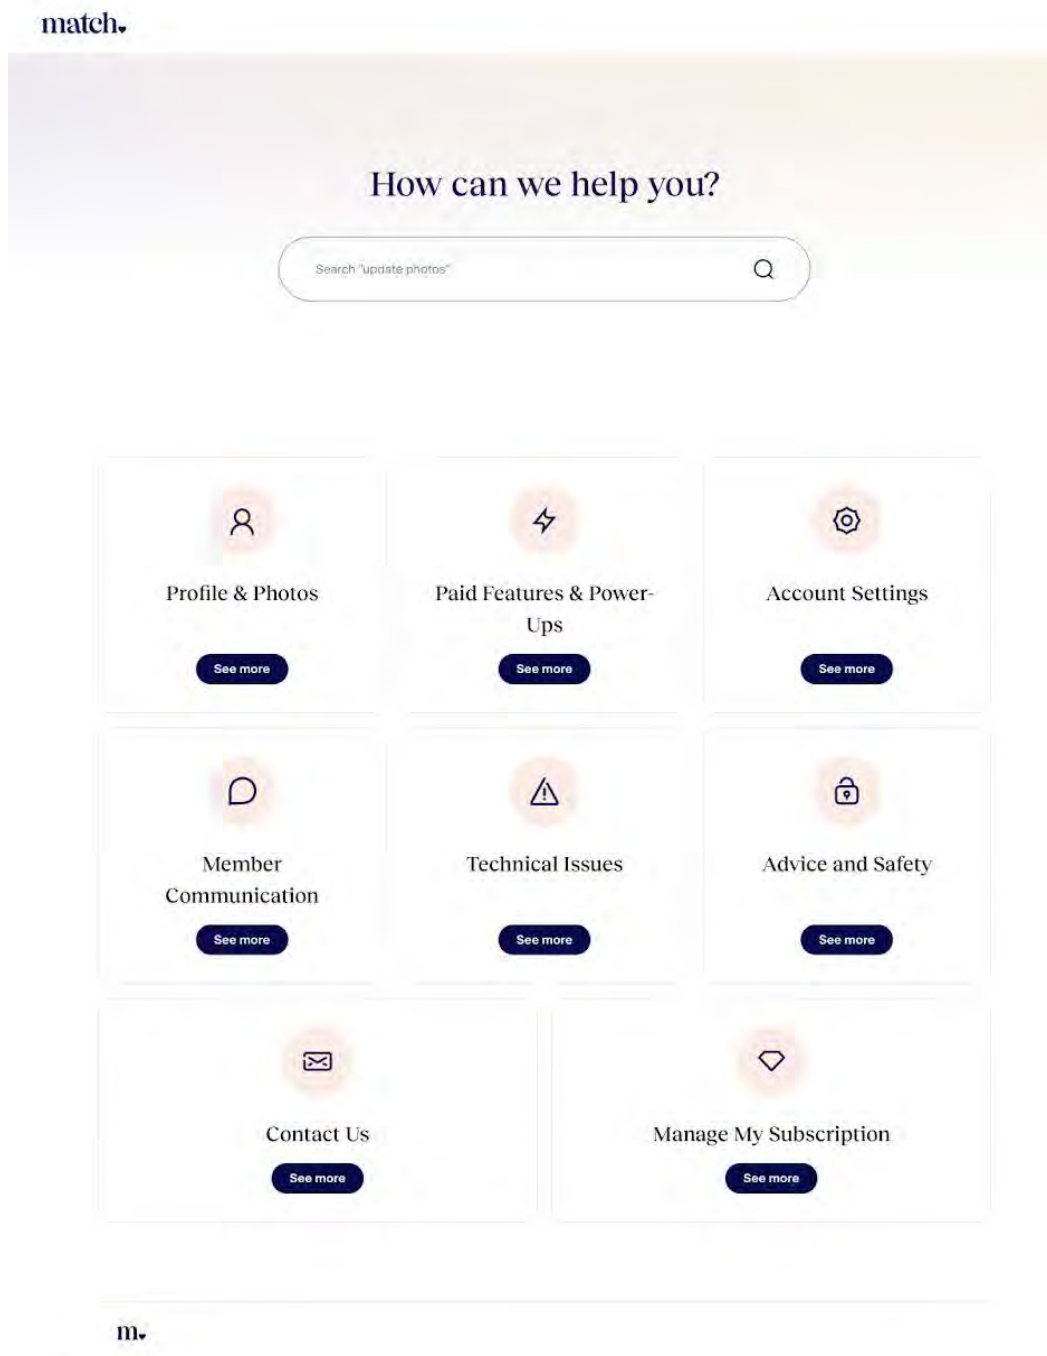 match
How can we help you?
Search "update photos"
Profile & Photos
Paid Features & Power-
Ups
Account Settings
See more
See more
See more
Member
Communication
Technical Issues
Advice and Safety
See more
See more
See more
Contact Us
Manage My Subscription
See more
See more
m